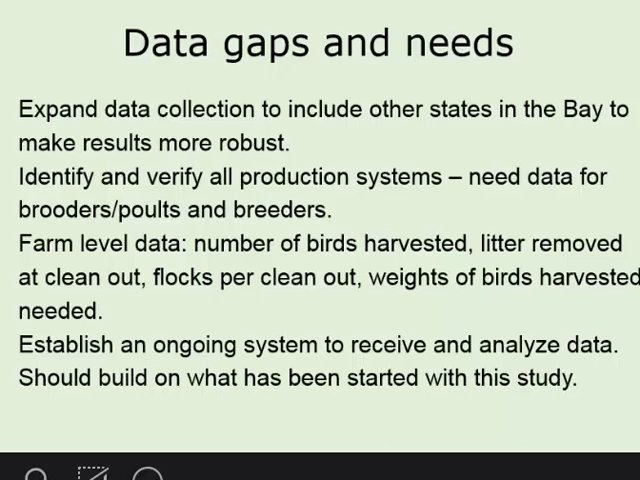 Data gaps and needs
Expand data collection to include other states in the Bay to
make results more robust.
Identify and verify all production systems – need data for
brooders/poults and breeders.
Farm level data: number of birds harvested, litter removed
at clean out, flocks per clean out, weights of birds harvested
needed.
Establish an ongoing system to receive and analyze data.
Should build on what has been started with this study.